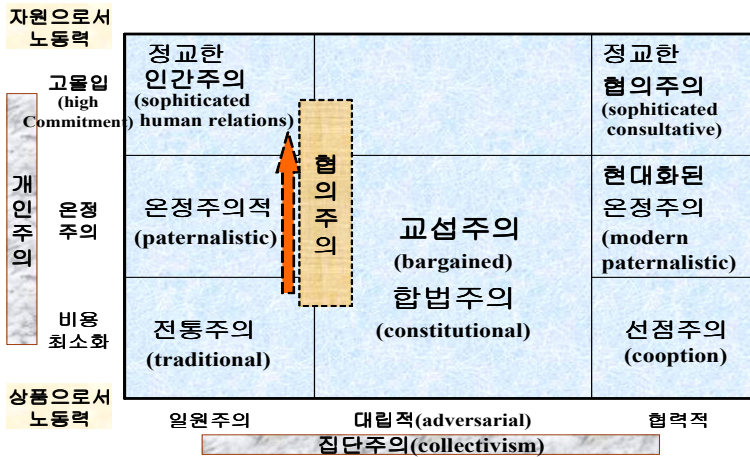 자원으로서
노동력
고몰입
(high
Commitment)
정교한
인간주의
(sophiticated
human relations)
정교한
협의주의
(sophiticated
consultative)
개인주의
온정
주의
온정주의적
(paternalistic)
협의주의
교섭주의
(bargained)
합법주의
(constitutional)
현대화된
온정주의
(modern
paternalistic)
비용
최소화
전통주의
(traditional)
선점주의
(cooption)
상품으로서
노동력
일원주의
대립적(adversarial)
협력적
집단주의(collectivism)